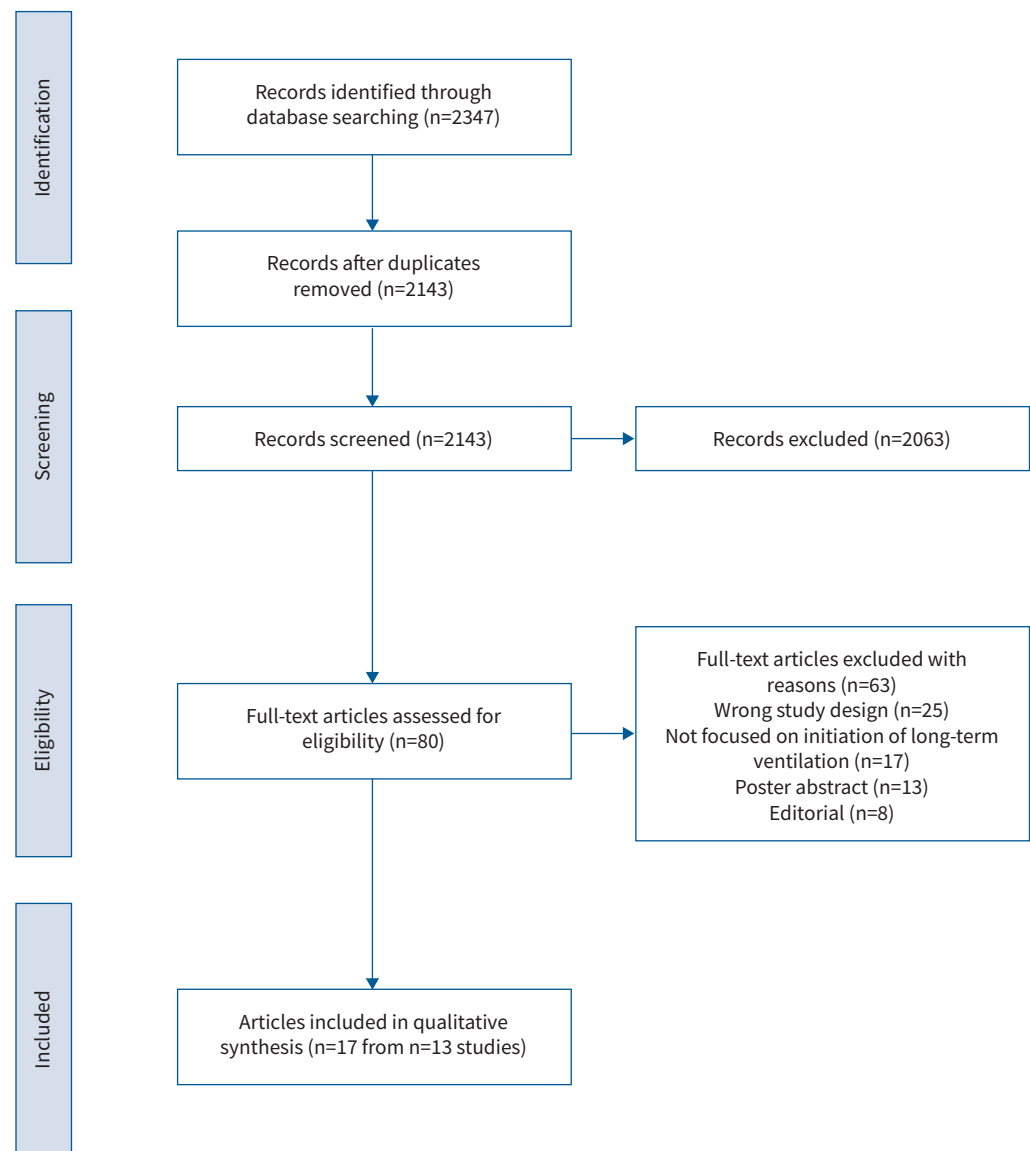 Identification
Records identified through
database searching (n=2347)
Records after duplicates
removed (n=2143)
Screening
Records screened (n=2143)
Records excluded (n=2063)
Eligibility
Full-text articles assessed for
eligibility (n=80)
Full-text articles excluded with
reasons (n=63)
Wrong study design (n=25)
Not focused on initiation of long-term
ventilation (n=17)
Poster abstract (n=13)
Editorial (n=8)
Included
Articles included in qualitative
synthesis (n=17 from n=13 studies)